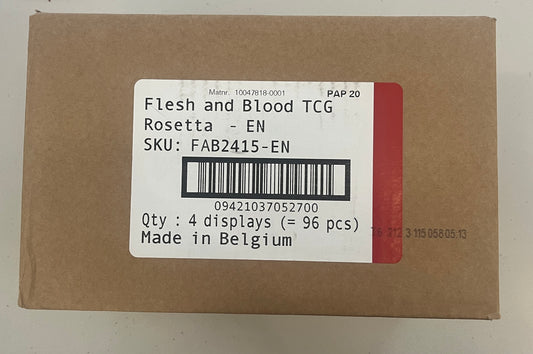 Matnr. 10047818-0001
PAP 20
Flesh and Blood TCG
Rosetta - EN
SKU: FAB2415-EN
09421037052700
Qty : 4 displays (= 96 pcs)
Made in Belgium